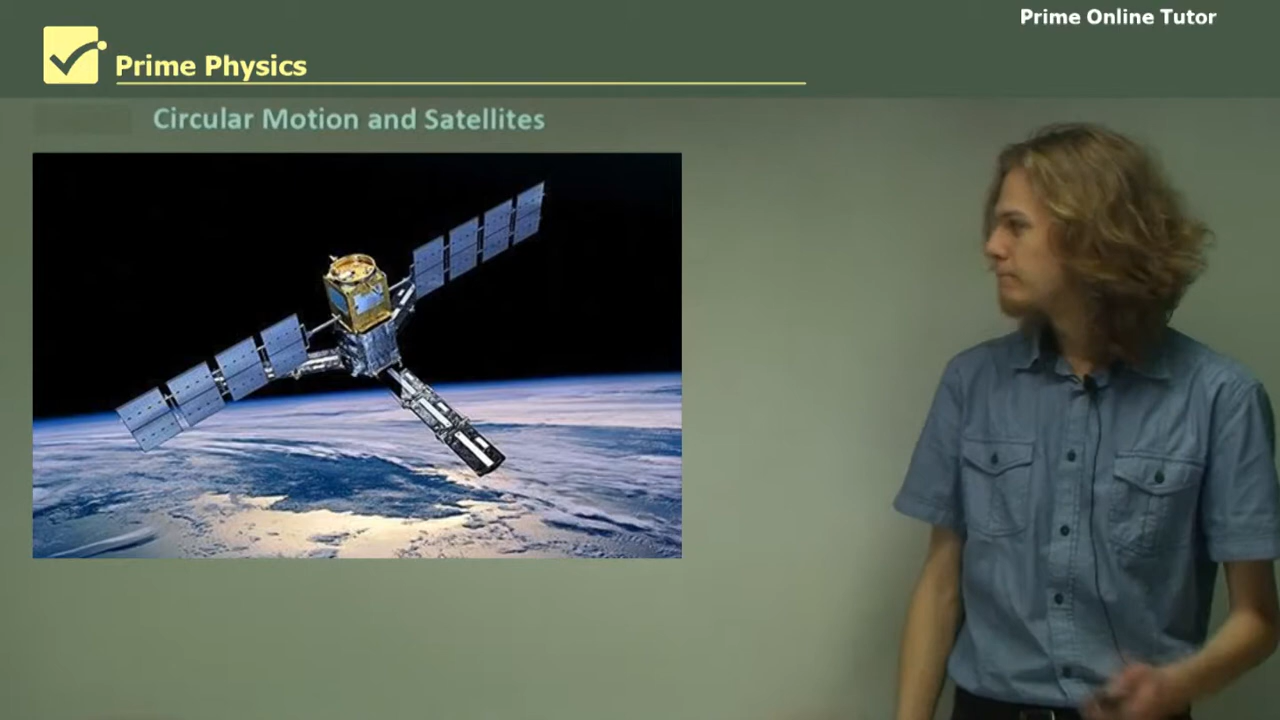 Prime Online Tutor
Prime Physics
Circular Motion and Satellites